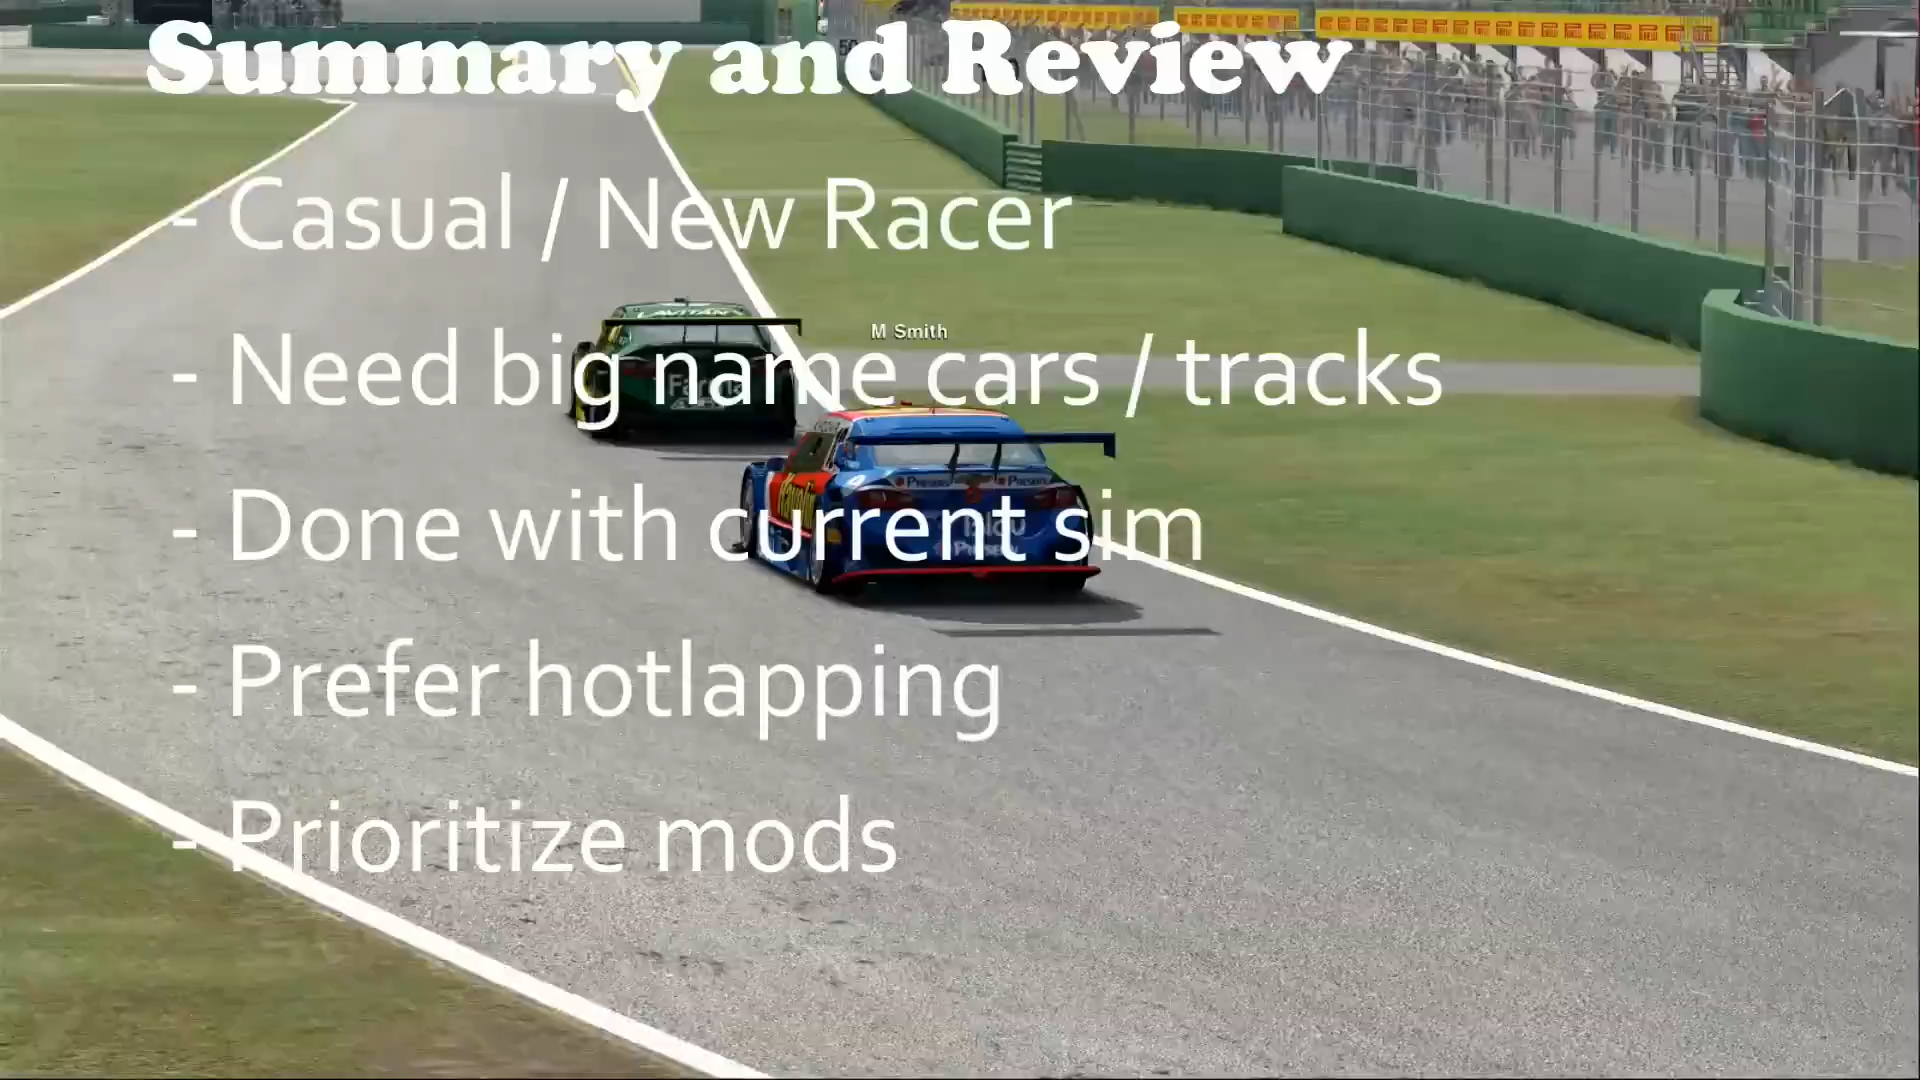 Summary and Review
- Casual / New Racer
M Smith
- Need big name cars / tracks
LAVITAN
- Done with current sim
- Prefer hotlapping
- Prioritize mods